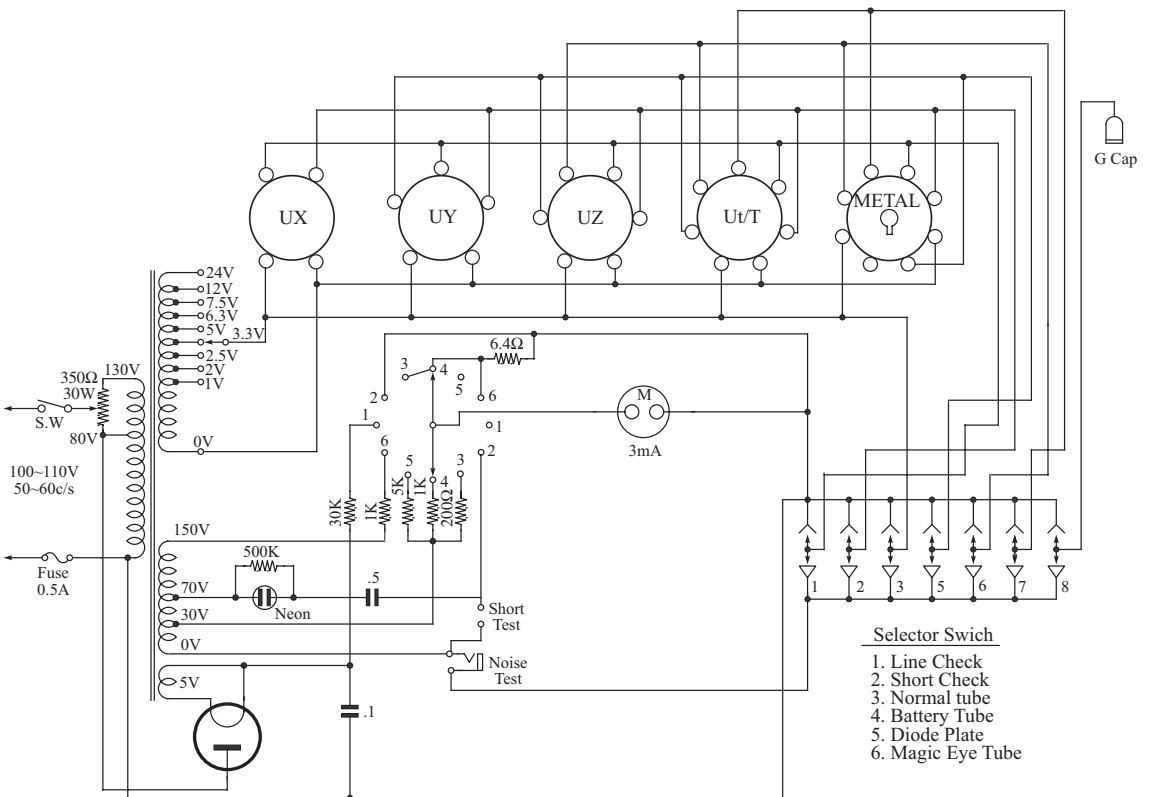 G Cap
UX
UY
UZ
Ut/T
METAL
24V
12V
7.5V
6.3V
5V
3.3V
2.5V
2V
1V
0V
130V
350Ω
30W
S.W
80V
100~110V
50~60c/s
Fuse
0.5A
6.4Ω
3
4
5
2
6
1
1
6
2
5
4
3
M
3mA
30K
1K
5K
1K
200Ω
150V
500K
70V
Neon
.5
30V
0V
Short
Test
Noise
Test
5V
.1
1
2
3
5
6
7
8
Selector Swich
1. Line Check
2. Short Check
3. Normal tube
4. Battery Tube
5. Diode Plate
6. Magic Eye Tube